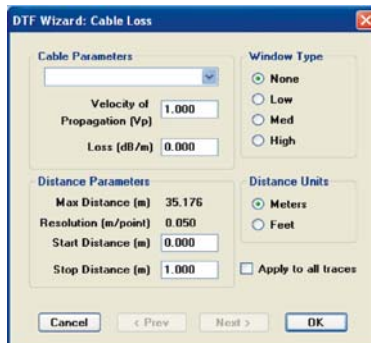 DTF Wizard: Cable Loss
Cable Parameters
Velocity of
Propagation (Vp)
1.000
Loss (dB/m)
0.000
Window Type
None
Low
Med
High
Distance Parameters
Max Distance (m) 35.176
Resolution (m/point) 0.050
Start Distance (m) 0.000
Stop Distance (m) 1.000
Distance Units
Meters
Feet
Apply to all traces
Cancel
< Prev
Next >
OK